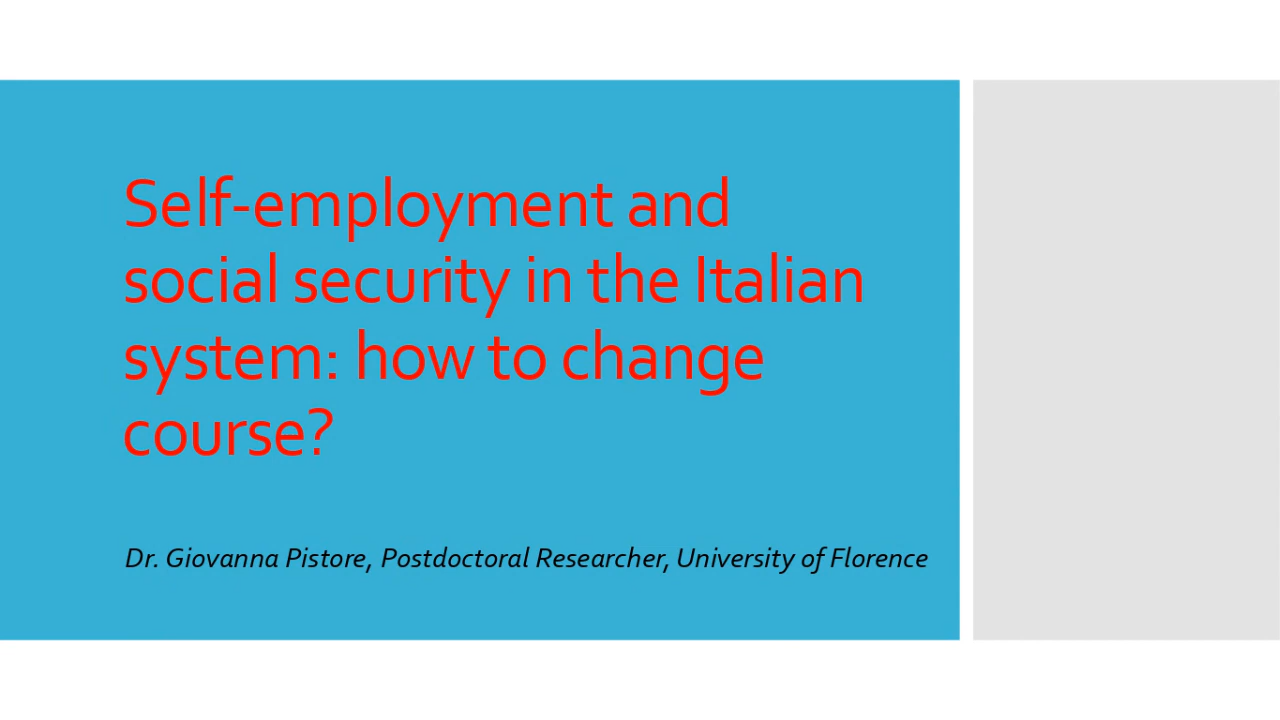 Self-employment and
social security in the Italian
system: how to change
course?
Dr. Giovanna Pistore, Postdoctoral Researcher, University of Florence